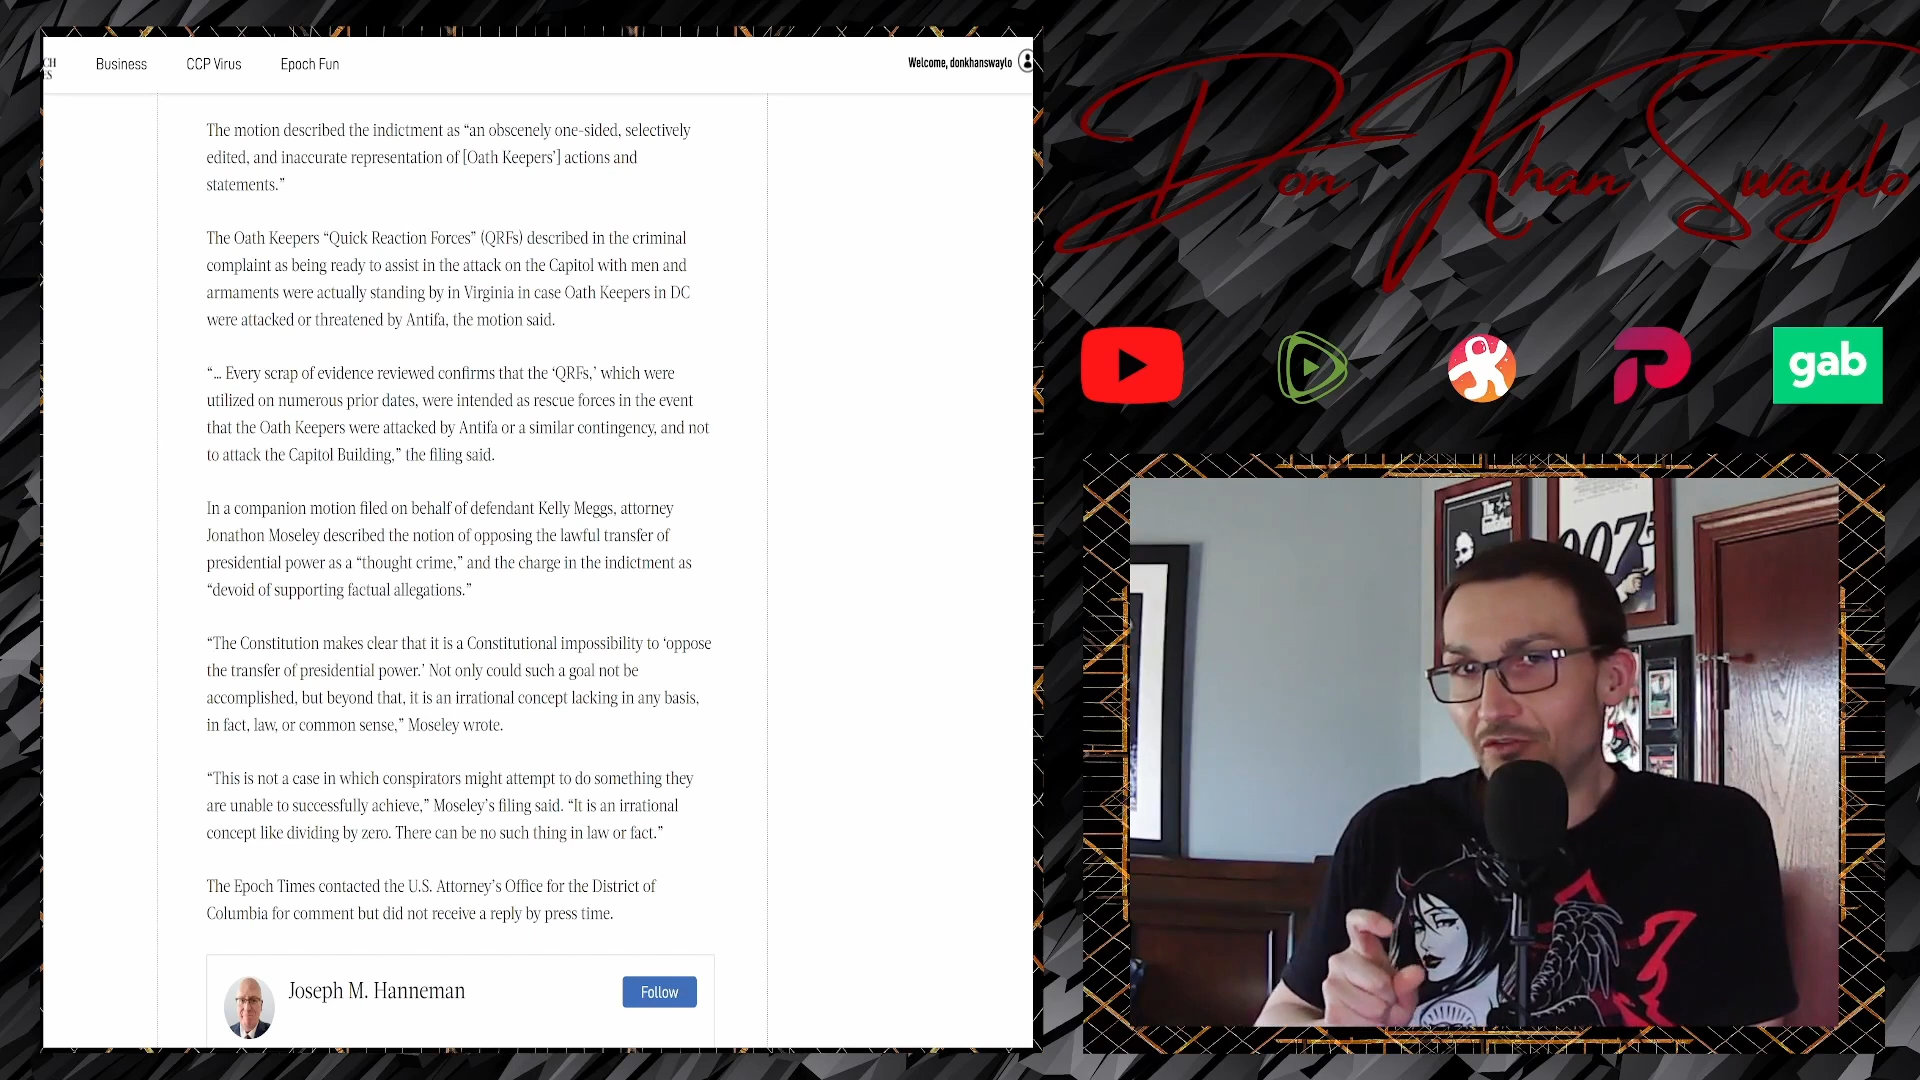 Business
CCP Virus
Epoch Fun
Welcome, donkhanswaylo
The motion described the indictment as “an obscenely one-sided, selectively
edited, and inaccurate representation of [Oath Keepers’] actions and
statements.”
The Oath Keepers “Quick Reaction Forces” (QRFs) described in the criminal
complaint as being ready to assist in the attack on the Capitol with men and
armaments were actually standing by in Virginia in case Oath Keepers in DC
were attacked or threatened by Antifa, the motion said.
“… Every scrap of evidence reviewed confirms that the ‘QRFs,’ which were
utilized on numerous prior dates, were intended as rescue forces in the event
that the Oath Keepers were attacked by Antifa or a similar contingency, and not
to attack the Capitol Building,” the filing said.
In a companion motion filed on behalf of defendant Kelly Meggs, attorney
Jonathon Moseley described the notion of opposing the lawful transfer of
presidential power as a “thought crime,” and the charge in the indictment as
“devoid of supporting factual allegations.”
“The Constitution makes clear that it is a Constitutional impossibility to ‘oppose
the transfer of presidential power.’ Not only could such a goal not be
accomplished, but beyond that, it is an irrational concept lacking in any basis,
in fact, law, or common sense,” Moseley wrote.
“This is not a case in which conspirators might attempt to do something they
are unable to successfully achieve,” Moseley’s filing said. “It is an irrational
concept like dividing by zero. There can be no such thing in law or fact.”
The Epoch Times contacted the U.S. Attorney’s Office for the District of
Columbia for comment but did not receive a reply by press time.
Joseph M. Hanneman
Follow
Don Khan Swaylo
gab
007